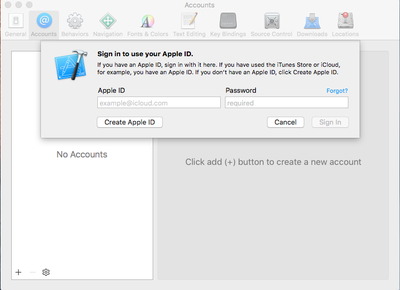 Accounts
General Accounts Behaviors Navigation Fonts & Colors Text Editing Key Bindings Source Control Downloads Locations
Sign in to use your Apple ID.
If you have an Apple ID, sign in with it here. If you have used the iTunes Store or iCloud,
for example, you have an Apple ID. If you don't have an Apple ID, click Create Apple ID.
Apple ID Password Forgot?
example@icloud.com required
Create Apple ID Cancel Sign In
No Accounts
Click add (+) button to create a new account